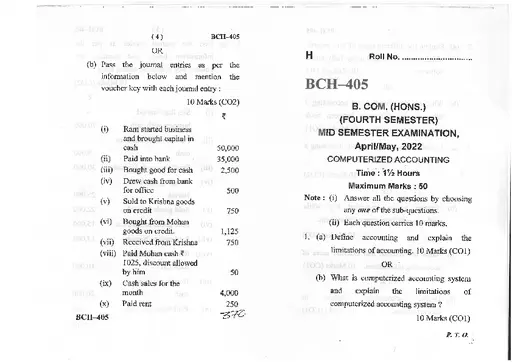 ( 4 ) BCH–405
OR
(b) Pass the journal entries as per the
information below and mention the
voucher key with each journal entry :
10 Marks (CO2)
₹
(i) Ram started business
and brought capital in
cash 50,000
(ii) Paid into bank 35,000
(iii) Bought good for cash 2,500
(iv) Drew cash from bank
for office 500
(v) Sold to Krishna goods
on credit 750
(vi) Bought from Mohan
goods on credit. 1,125
(vii) Received from Krishna 750
(viii) Paid Mohan cash ₹
1025, discount allowed
by him 50
(ix) Cash sales for the
month 4,000
(x) Paid rent 250
BCH–405
H Roll No. ..............................
BCH–405
B. COM. (HONS.)
(FOURTH SEMESTER)
MID SEMESTER EXAMINATION,
April/May, 2022
COMPUTERIZED ACCOUNTING
Time : 1½ Hours
Maximum Marks : 50
Note : (i) Answer all the questions by choosing
any one of the sub-questions.
(ii) Each question carries 10 marks.
1. (a) Define accounting and explain the
limitations of accounting. 10 Marks (CO1)
OR
(b) What is computerized accounting system
and explain the limitations of
computerized accounting system ?
10 Marks (CO1)
P. T. O.